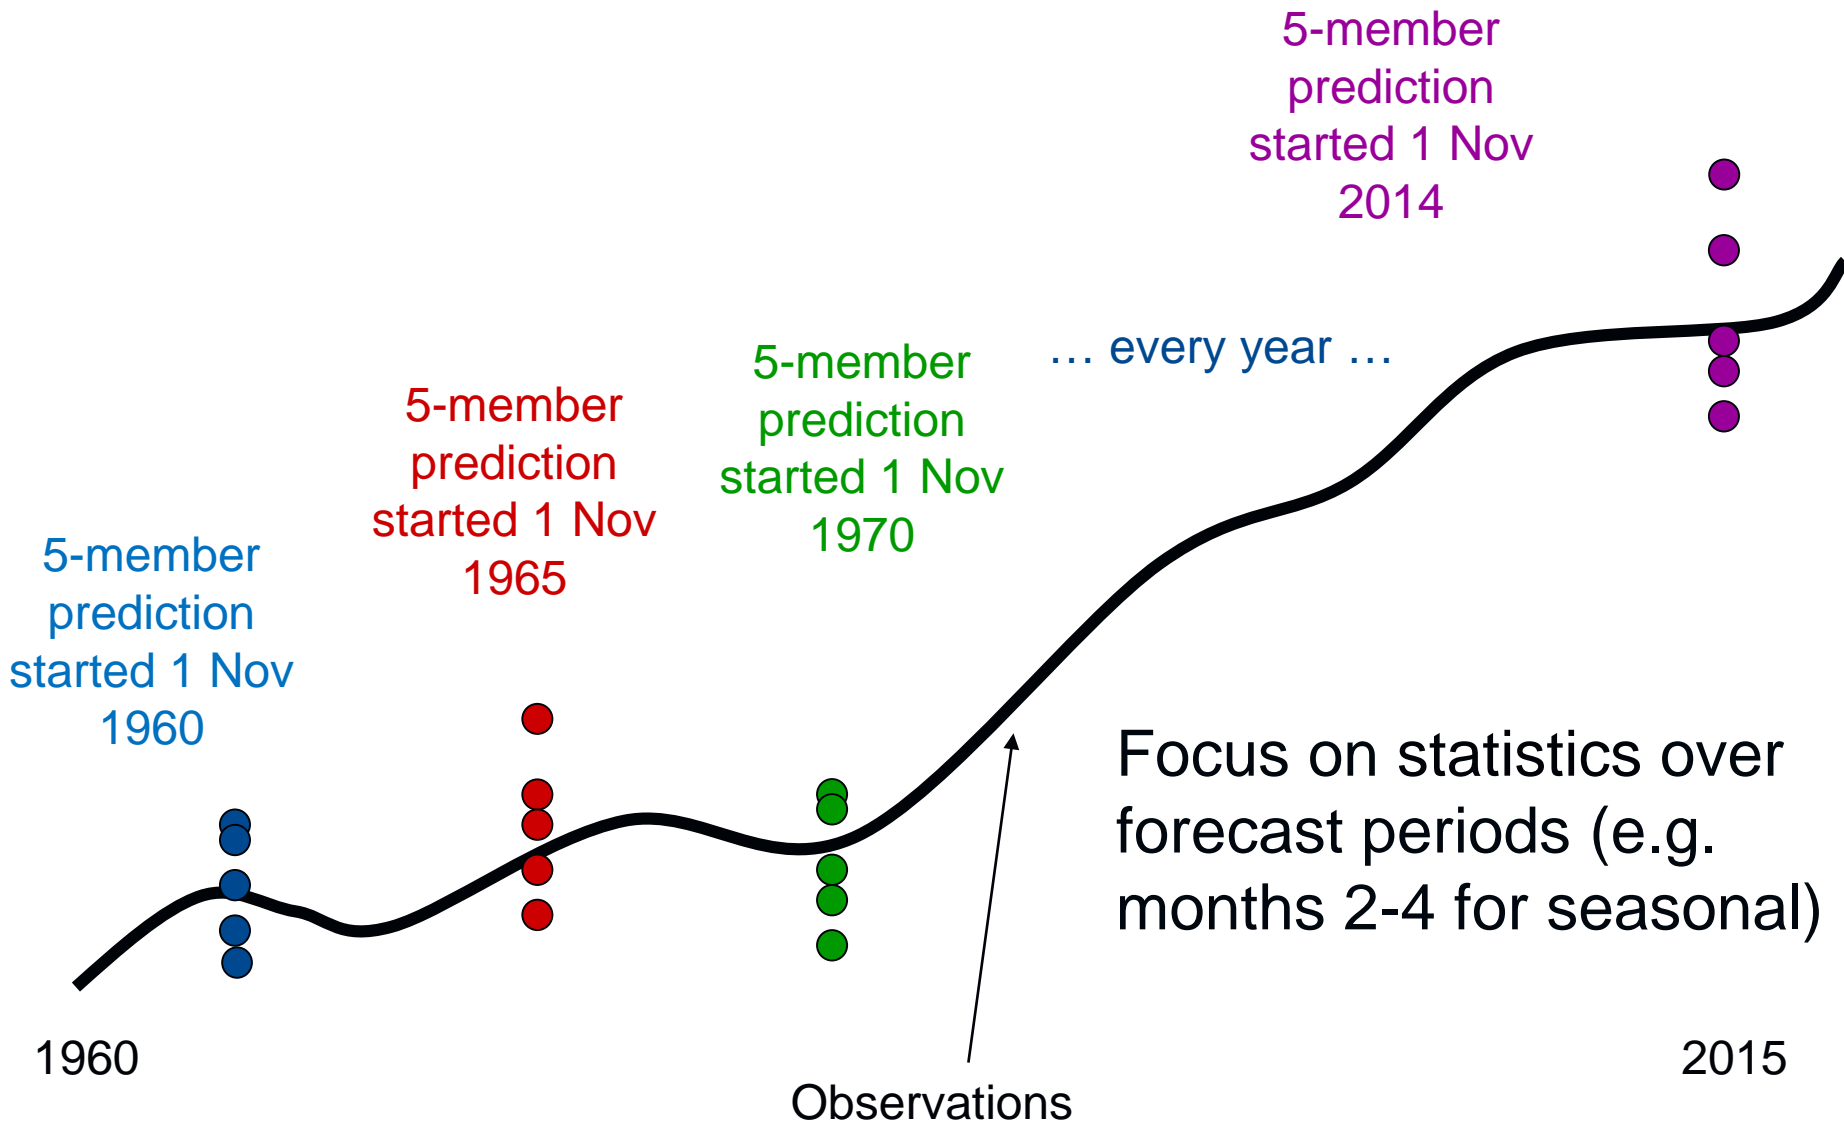 5-member
prediction
started 1 Nov
2014
… every year …
5-member
prediction
started 1 Nov
1970
5-member
prediction
started 1 Nov
1965
5-member
prediction
started 1 Nov
1960
Focus on statistics over
forecast periods (e.g.
months 2-4 for seasonal)
1960
2015
Observations